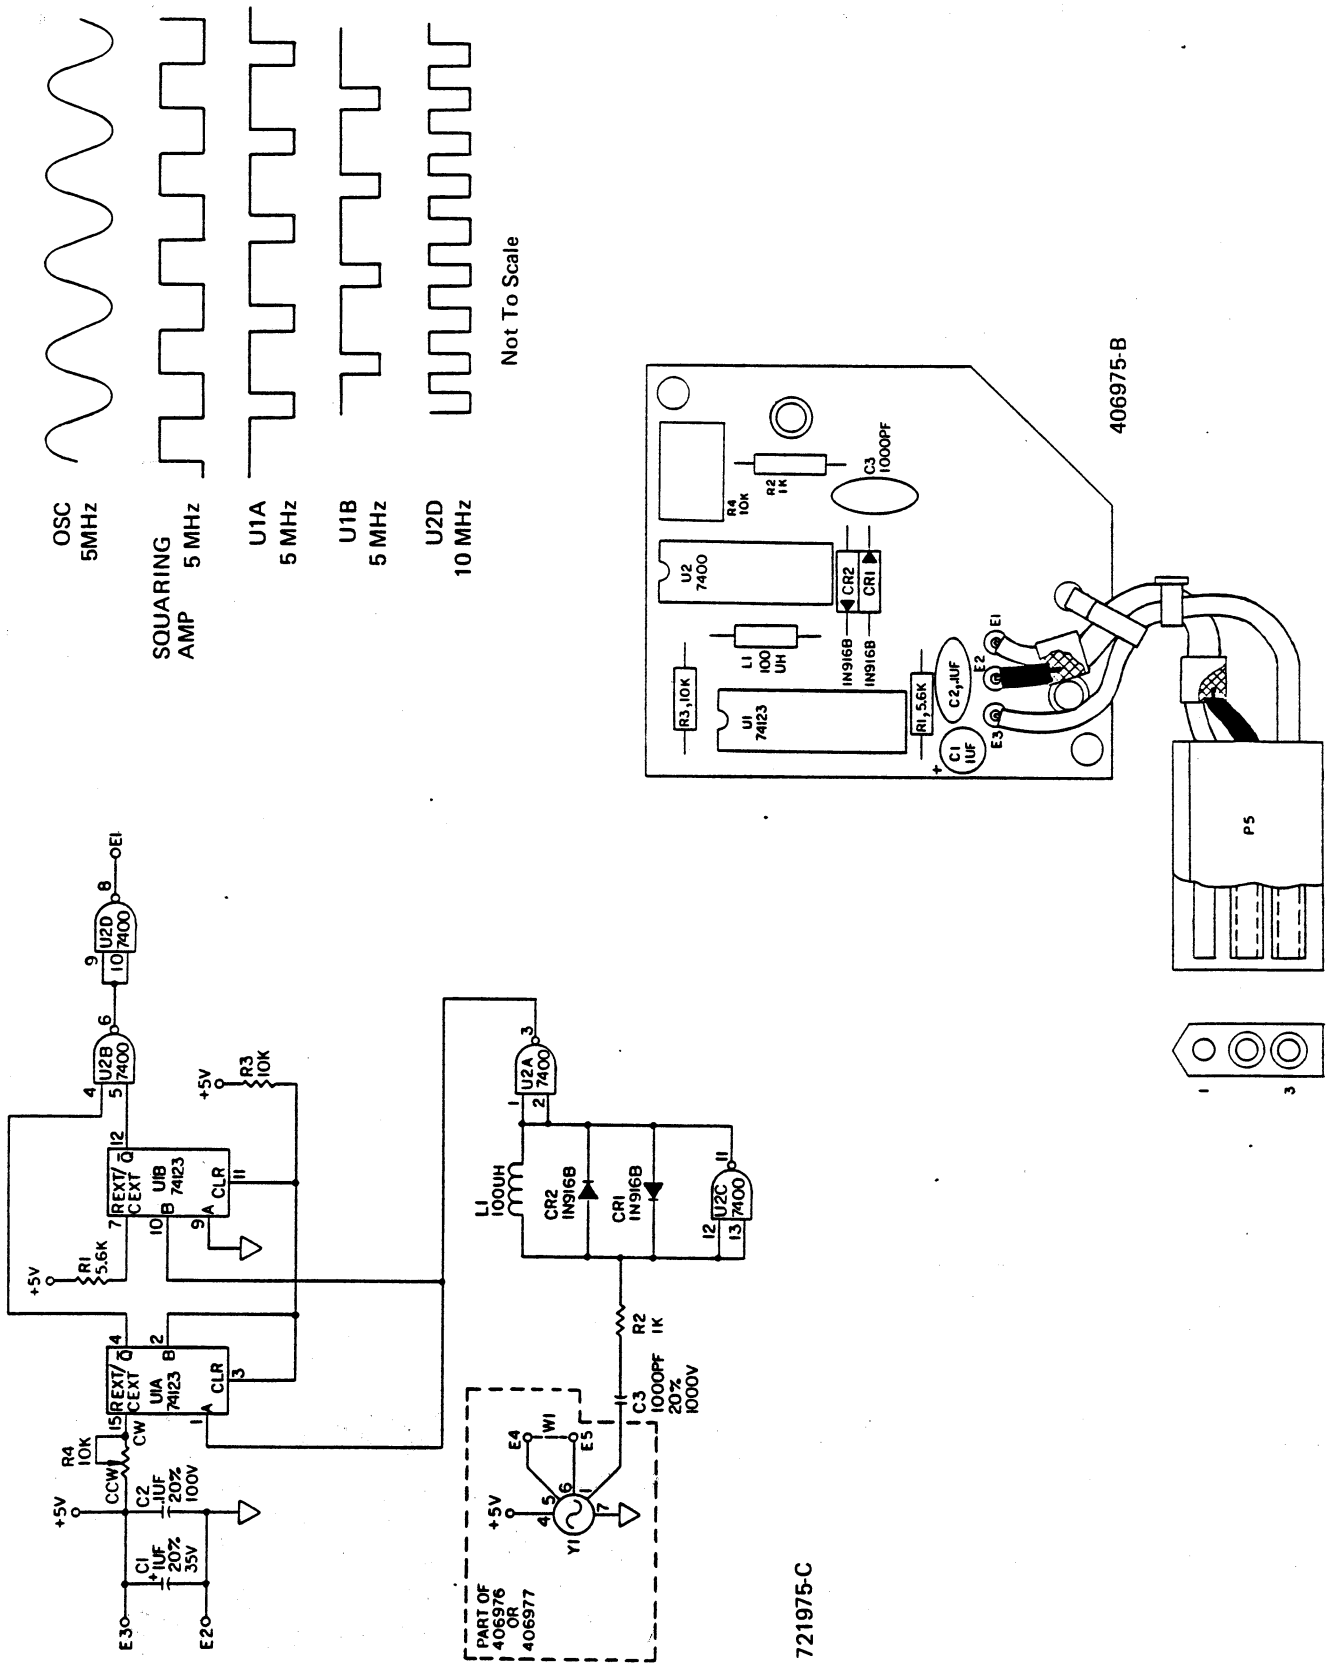 E3
E2
C1
+1UF
20%
35V
+5V
C2
.1UF
20%
100V
R4
10K
CCW
CW
15
REXT/
CEXT
Q̅
4
U1A
74123
B
2
1
A
CLR
3
+5V
R1
5.6K
7
REXT/
CEXT
Q̅
12
U1B
74123
10
B
9
A
CLR
11
+5V
R3
10K
4
5
U2B
7400
6
9
10
U2D
7400
8
E1
PART OF
406976
OR
406977
+5V
4
5
6
1
7
Y1
E4
W1
E5
C3
1000PF
20%
1000V
R2
1K
L1
100UH
CR2
1N916B
CR1
1N916B
12
13
U2C
7400
11
1
2
U2A
7400
3
721975-C
OSC
5MHz
SQUARING
AMP
5 MHz
U1A
5 MHz
U1B
5 MHz
U2D
10 MHz
Not To Scale
R3,10K
U1
74123
L1
100
UH
U2
7400
R4
10K
R2
1K
C3
1000PF
CR2
CR1
1N916B
1N916B
R1,5.6K
C2,.1UF
+
C1
1UF
E3
E2
E1
406975-B
P5
1
3